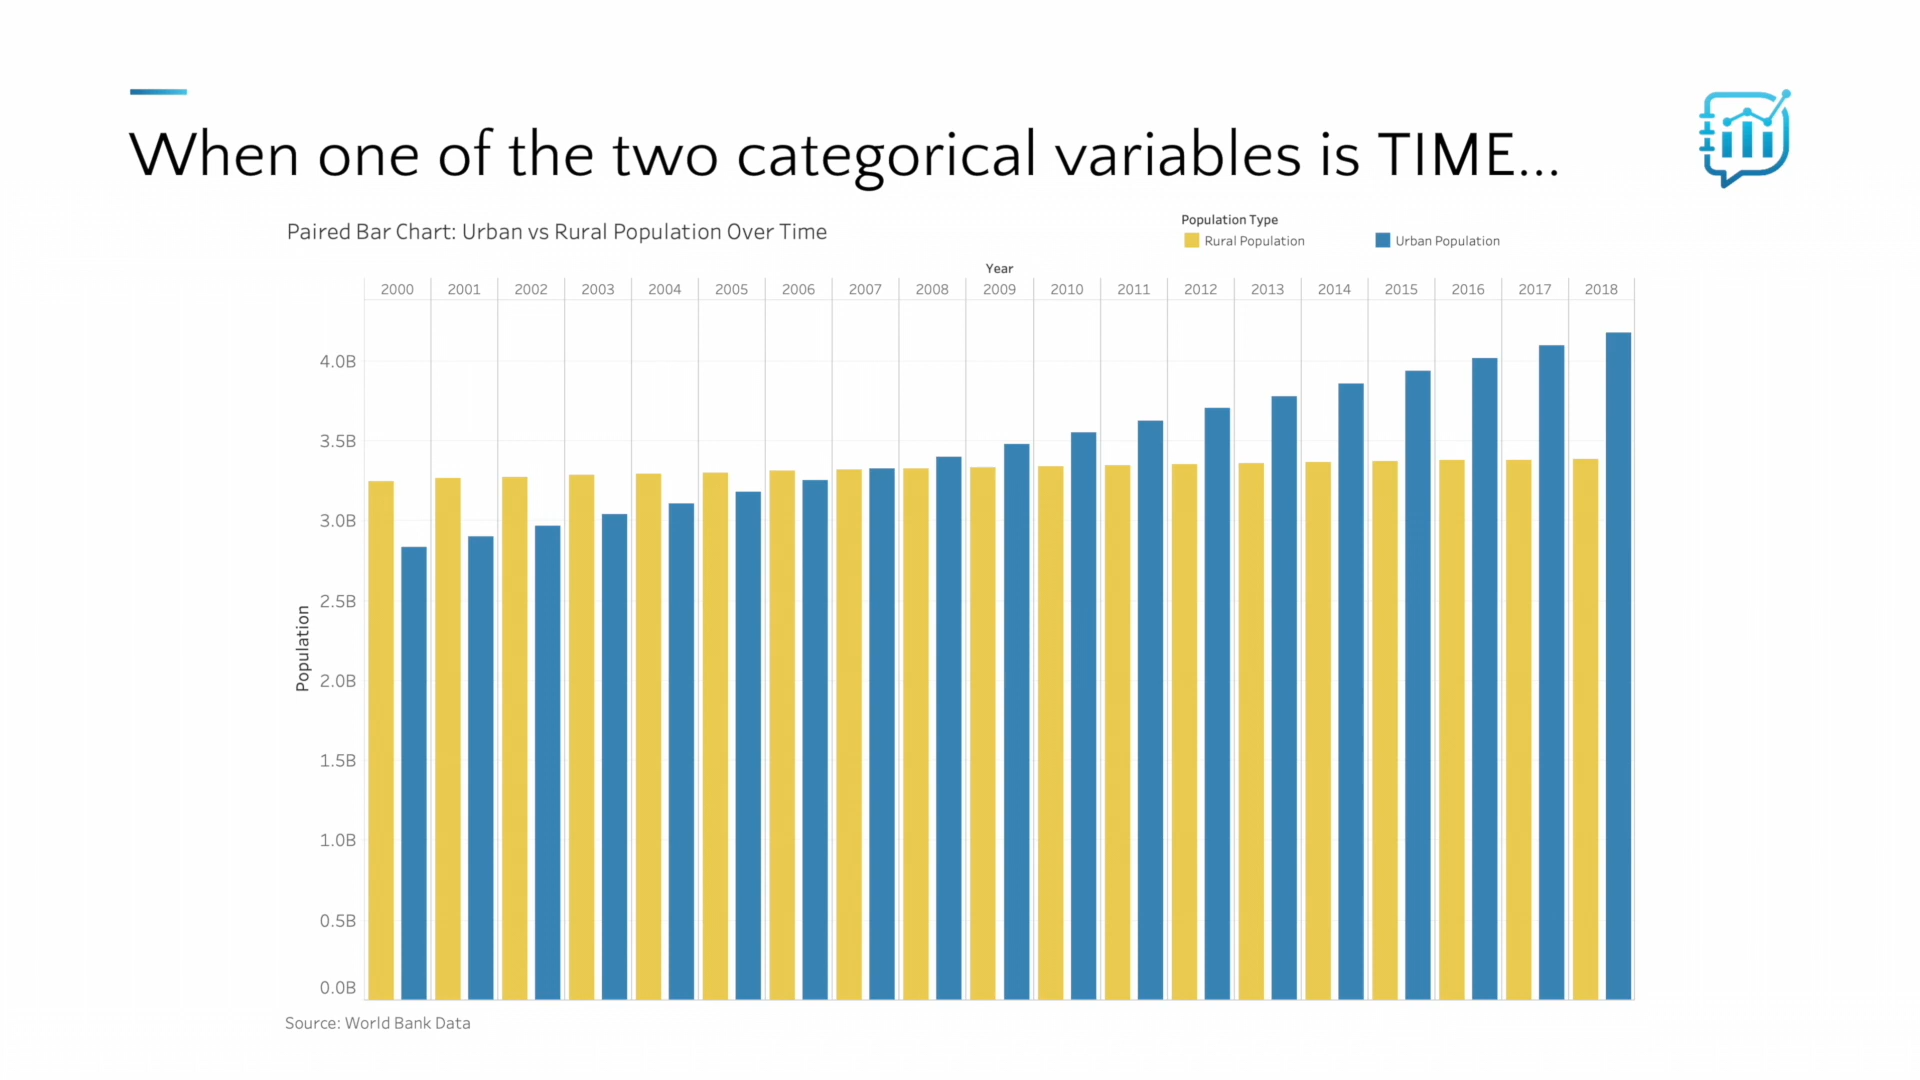 When one of the two categorical variables is TIME...
Paired Bar Chart: Urban vs Rural Population Over Time
Population Type
Rural Population
Urban Population
Year
2000 2001 2002 2003 2004 2005 2006 2007 2008 2009 2010 2011 2012 2013 2014 2015 2016 2017 2018
4.0B
3.5B
3.0B
2.5B
2.0B
1.5B
1.0B
0.5B
0.0B
Population
Source: World Bank Data